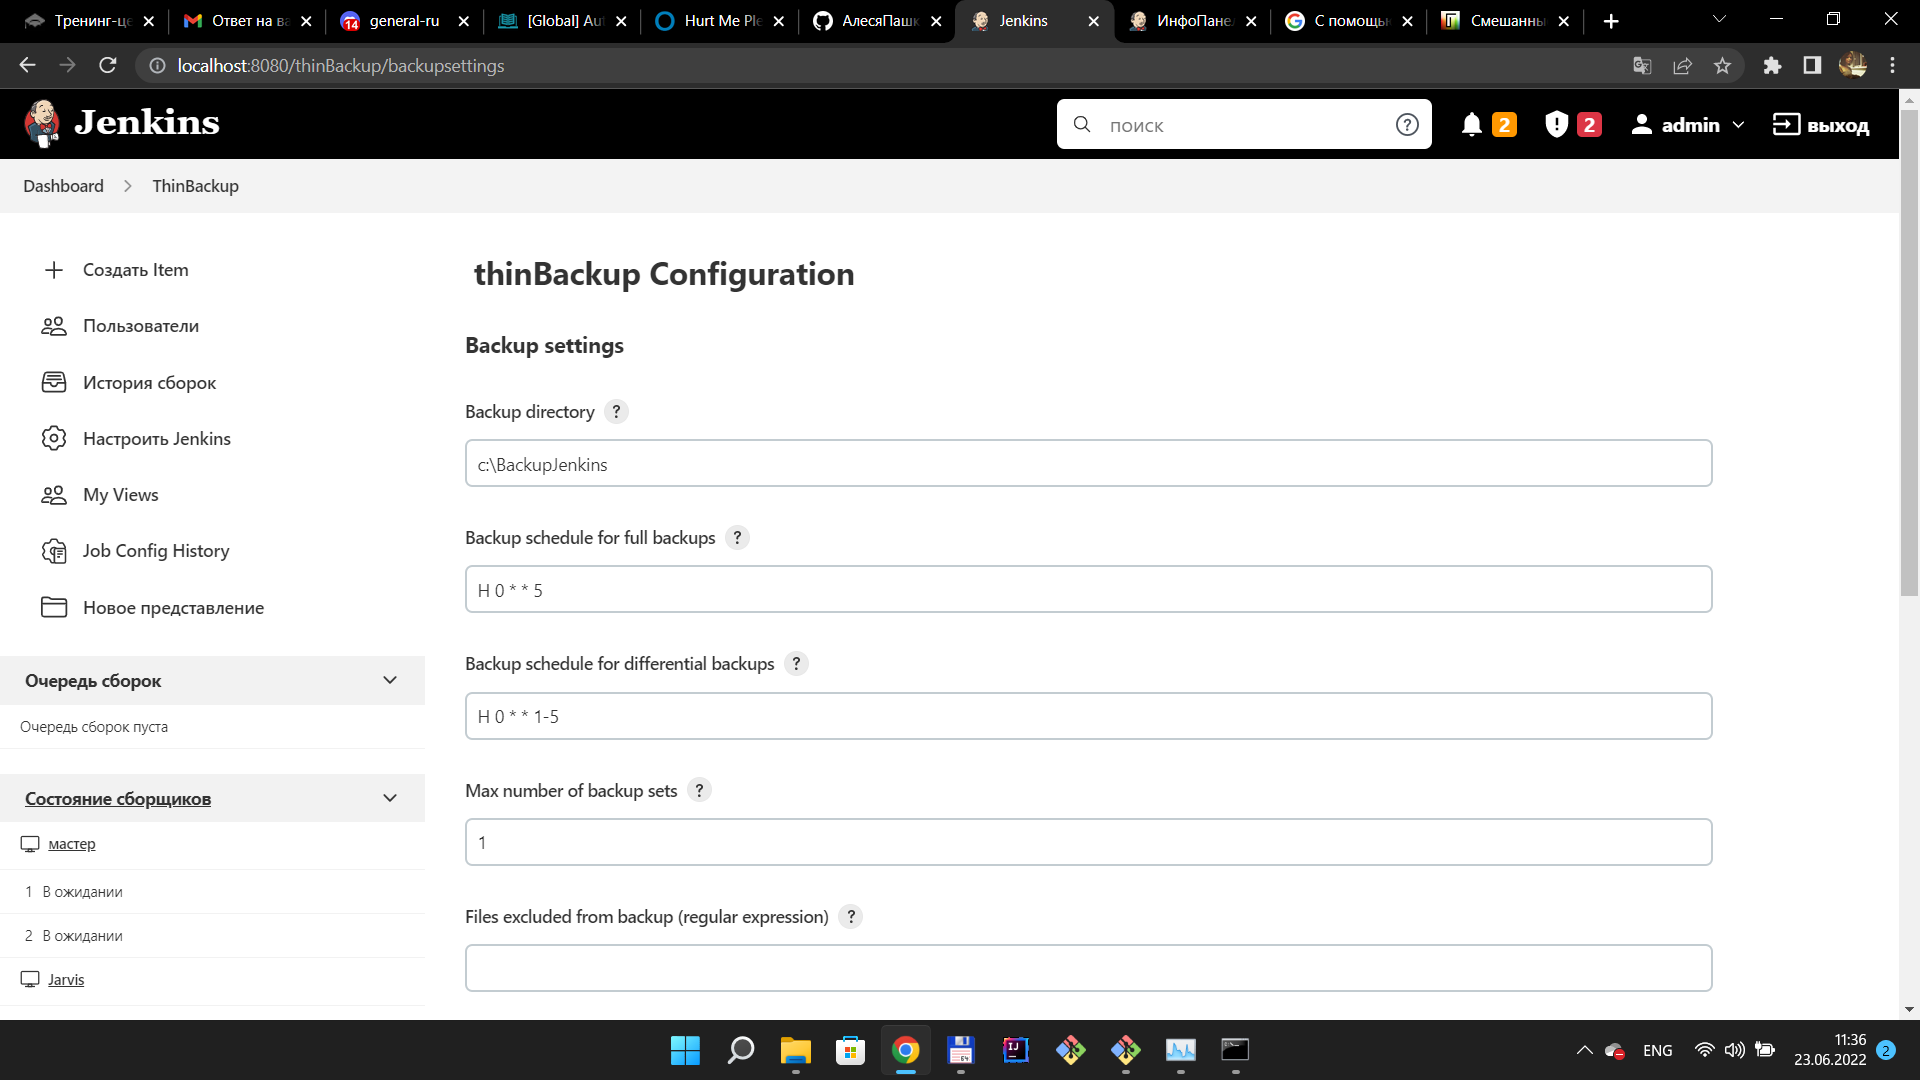 Тренинг-це
Ответ на ва
14
general-ru
[Global] Au
Hurt Me Ple
АлесяПашк
Jenkins
ИнфоПане
С помощь
Смешанны
localhost:8080/thinBackup/backupsettings
Jenkins
поиск
2
2
admin
выход
Dashboard
ThinBackup
Создать Item
Пользователи
История сборок
Настроить Jenkins
My Views
Job Config History
Новое представление
Очередь сборок
Очередь сборок пуста
Состояние сборщиков
мастер
1 В ожидании
2 В ожидании
Jarvis
thinBackup Configuration
Backup settings
Backup directory ?
c:\BackupJenkins
Backup schedule for full backups ?
H 0 * * 5
Backup schedule for differential backups ?
H 0 * * 1-5
Max number of backup sets ?
1
Files excluded from backup (regular expression) ?
64
IJ
ENG
11:36
23.06.2022
2